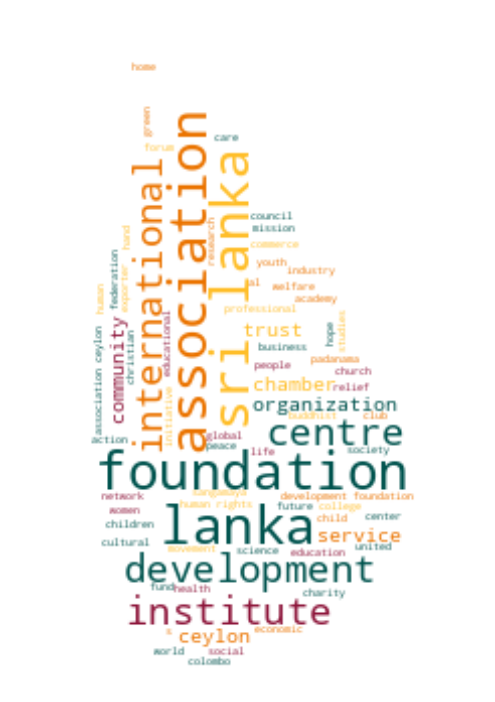 home
green
care
forum
association
international
sri lanka
council
mission
research
commerce
hand
federation
exporter
youth
industry
al
welfare
human
academy
professional
educational
community
trust
hope
studies
business
christian
association ceylon
padanama
people
church
chamber
relief
initiative
organization
buddhist
club
centre
global
action
peace
life
society
foundation
sangamaya
network
development foundation
human rights
women
future
college
lanka
child
center
children
service
cultural
movement
science
education
united
development
fund
health
charity
institute
a
economic
ceylon
world
social
colombo